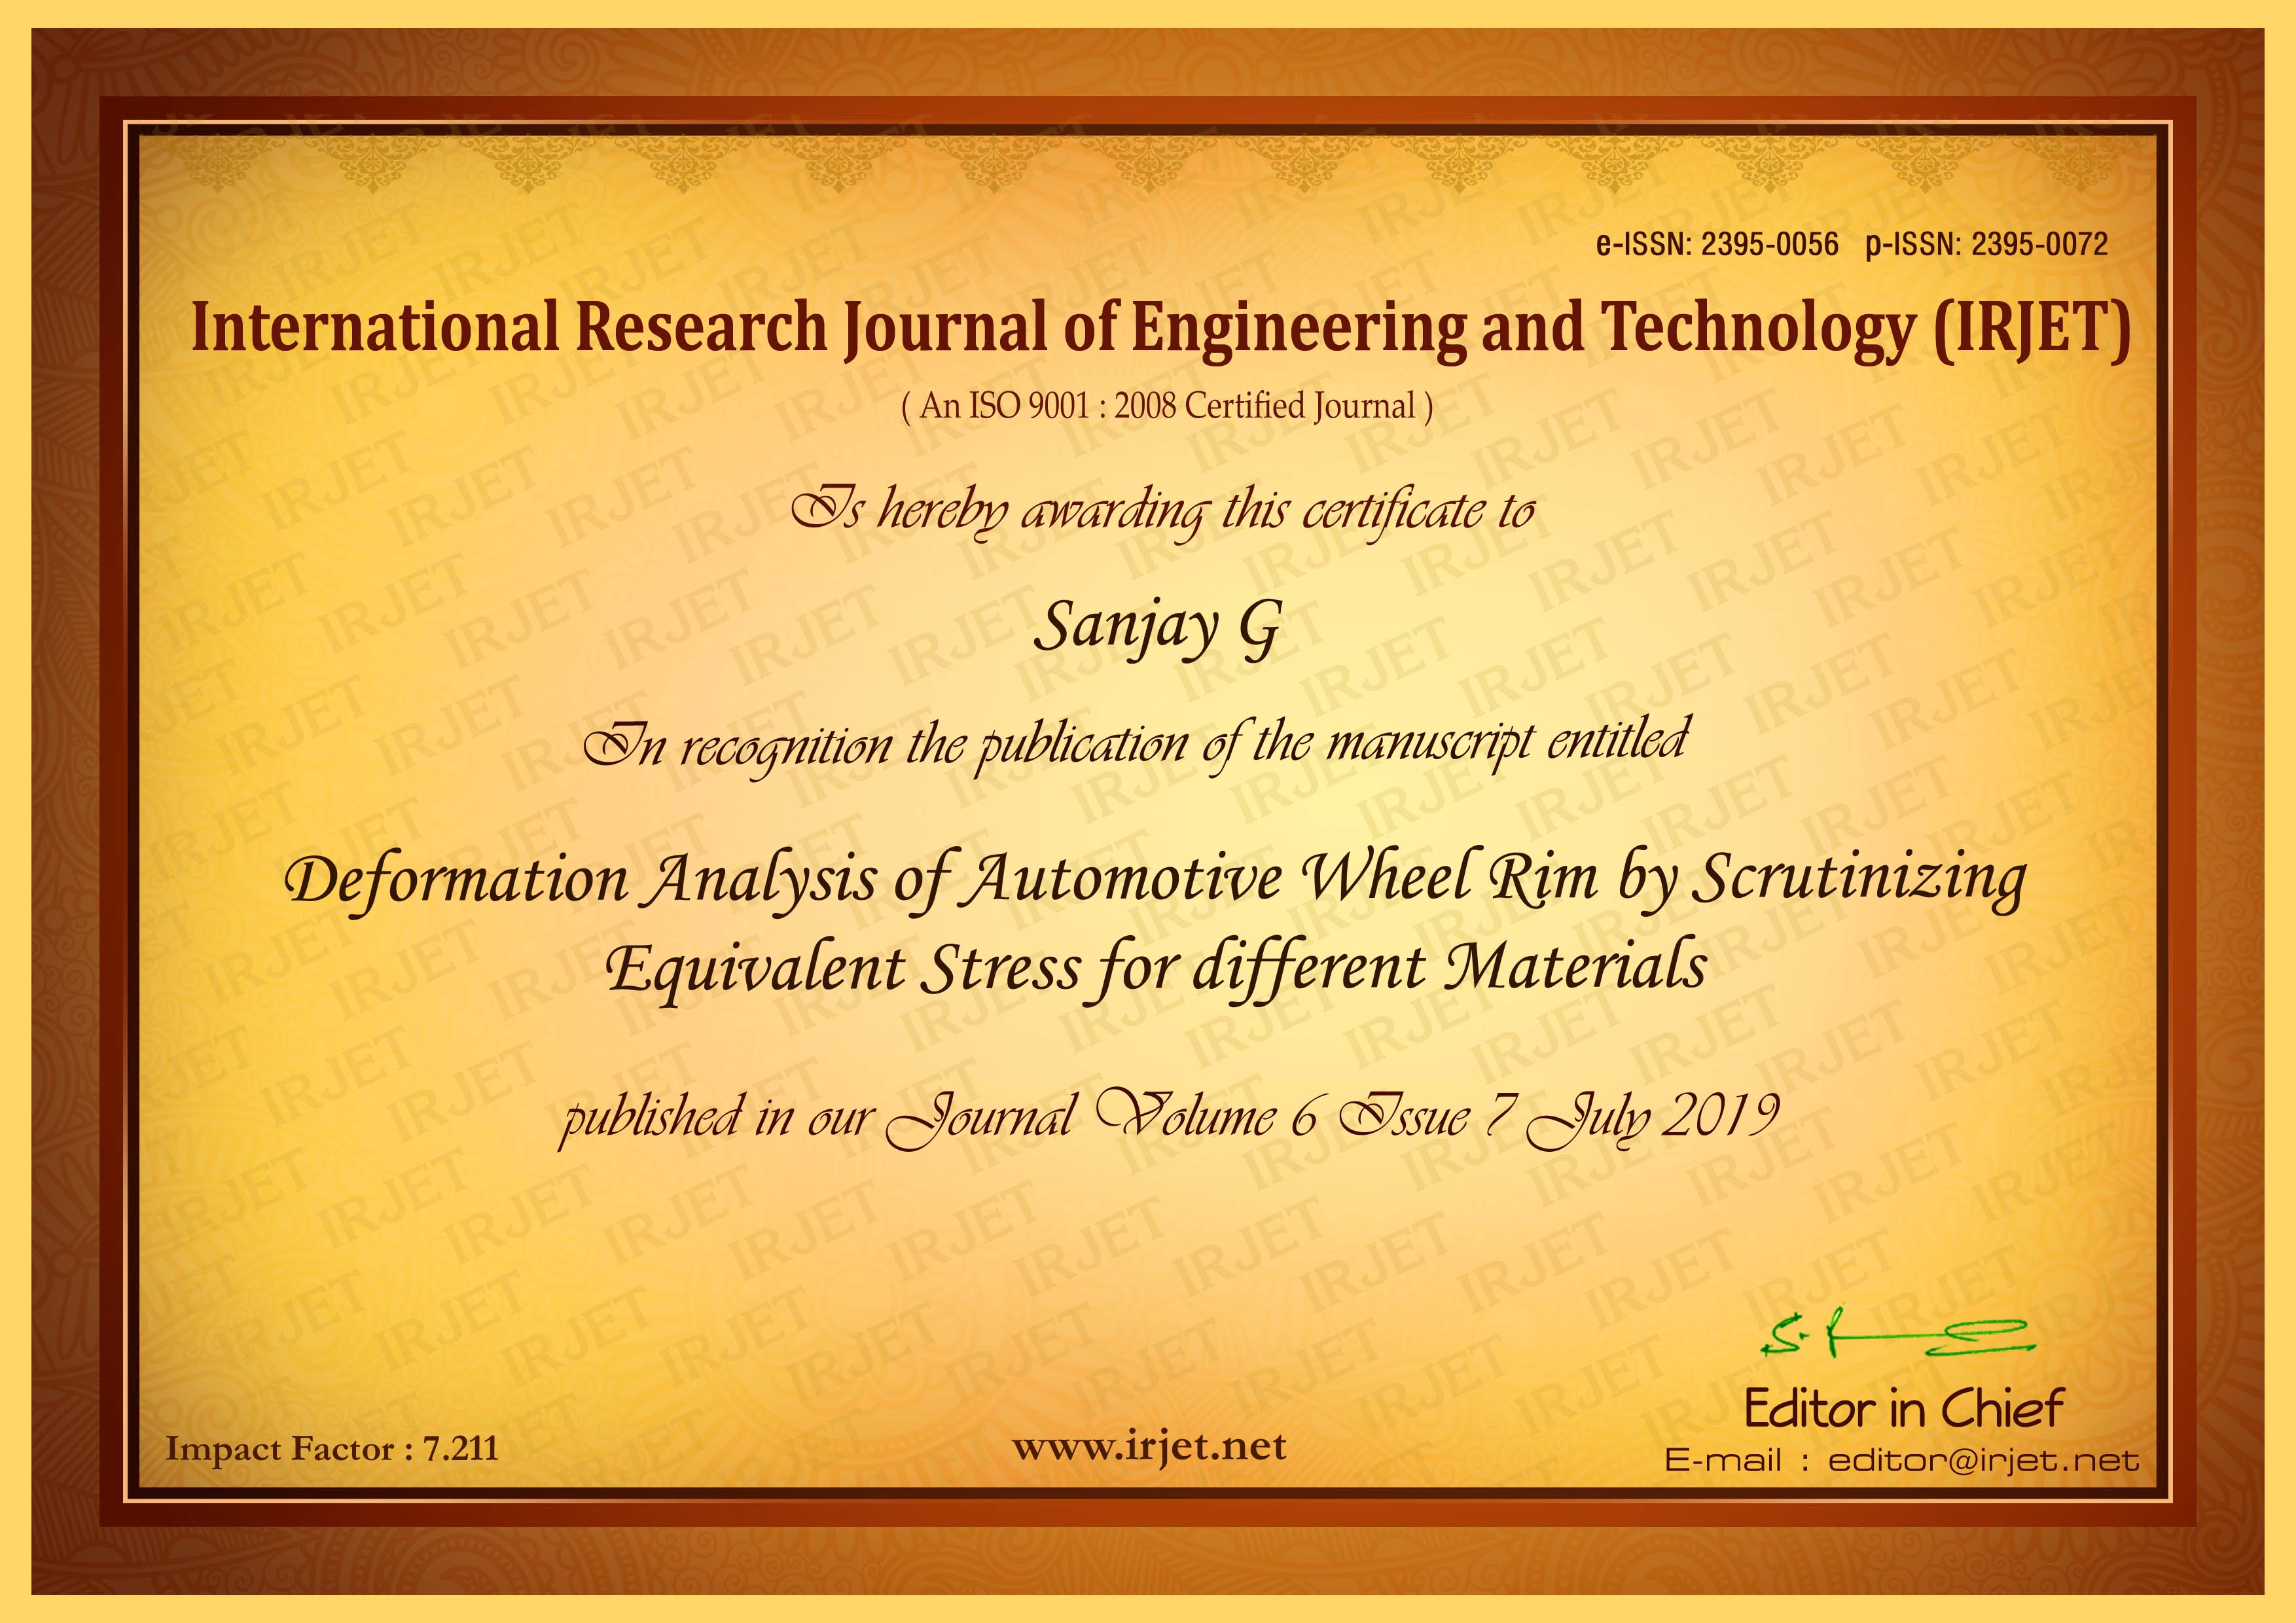 e-ISSN: 2395-0056 p-ISSN: 2395-0072
International Research Journal of Engineering and Technology (IRJET)
( An ISO 9001 : 2008 Certified Journal )
Is hereby awarding this certificate to
Sanjay G
In recognition the publication of the manuscript entitled
Deformation Analysis of Automotive Wheel Rim by Scrutinizing
Equivalent Stress for different Materials
published in our Journal Volume 6 Issue 7 July 2019
Editor in Chief
Impact Factor : 7.211
www.irjet.net
E-mail : editor@irjet.net